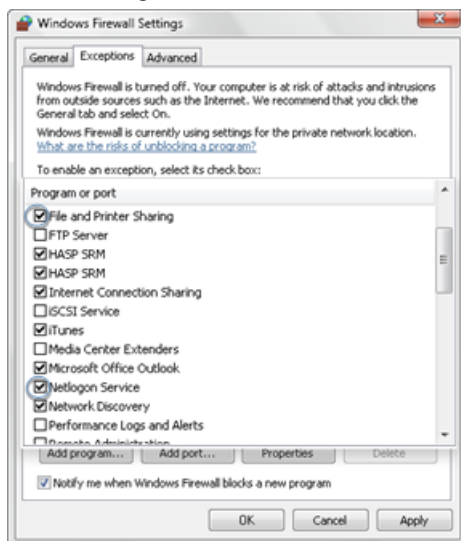 Windows Firewall Settings
General Exceptions Advanced
Windows Firewall is turned off. Your computer is at risk of attacks and intrusions
from outside sources such as the Internet. We recommend that you click the
General tab and select On.
Windows Firewall is currently using settings for the private network location.
What are the risks of unblocking a program?
To enable an exception, select its check box:
Program or port
File and Printer Sharing
FTP Server
HASP SRM
HASP SRM
Internet Connection Sharing
iSCSI Service
iTunes
Media Center Extenders
Microsoft Office Outlook
Netlogon Service
Network Discovery
Performance Logs and Alerts
Remote Administration
Add program... Add port... Properties Delete
Notify me when Windows Firewall blocks a new program
OK Cancel Apply